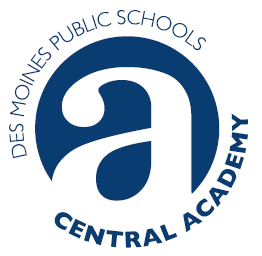 DES MOINES PUBLIC SCHOOLS
a
CENTRAL ACADEMY